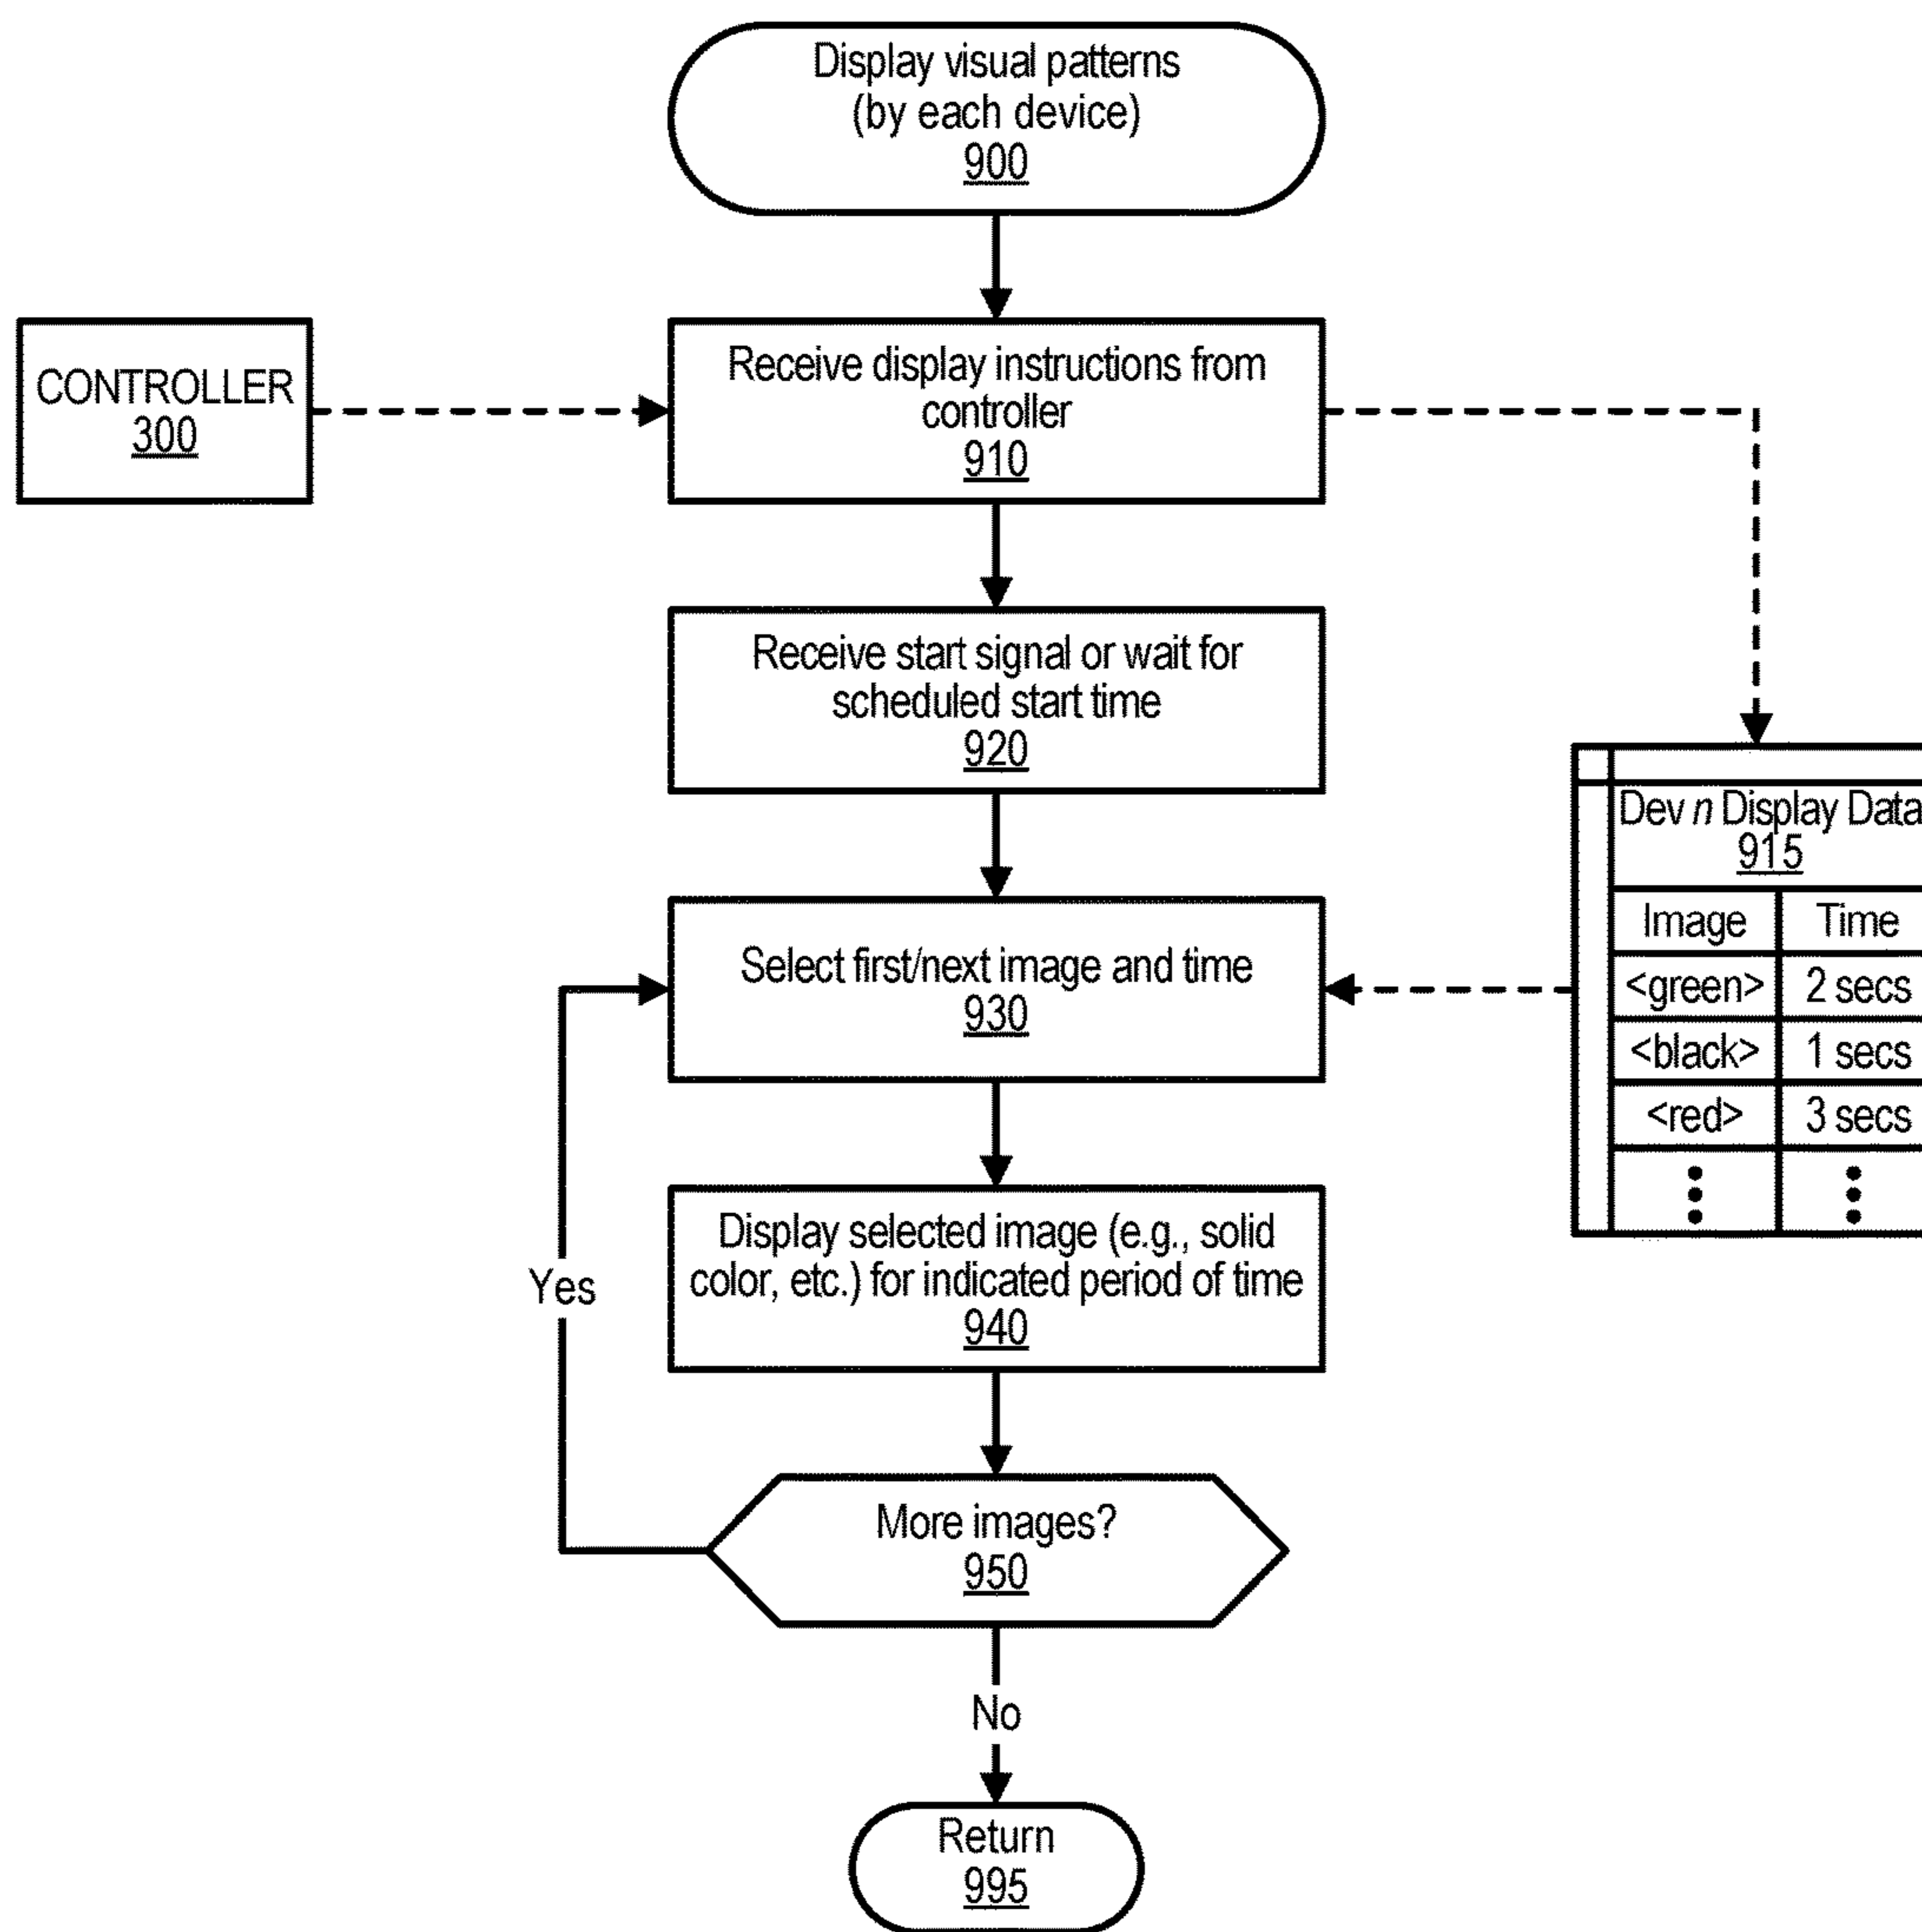 Display visual patterns
(by each device)
900
CONTROLLER
300
Receive display instructions from
controller
910
Receive start signal or wait for
scheduled start time
920
Dev n Display Data
915
Image Time
<green> 2 secs
<black> 1 secs
<red> 3 secs
Select first/next image and time
930
Display selected image (e.g., solid
color, etc.) for indicated period of time
940
Yes
More images?
950
No
Return
995